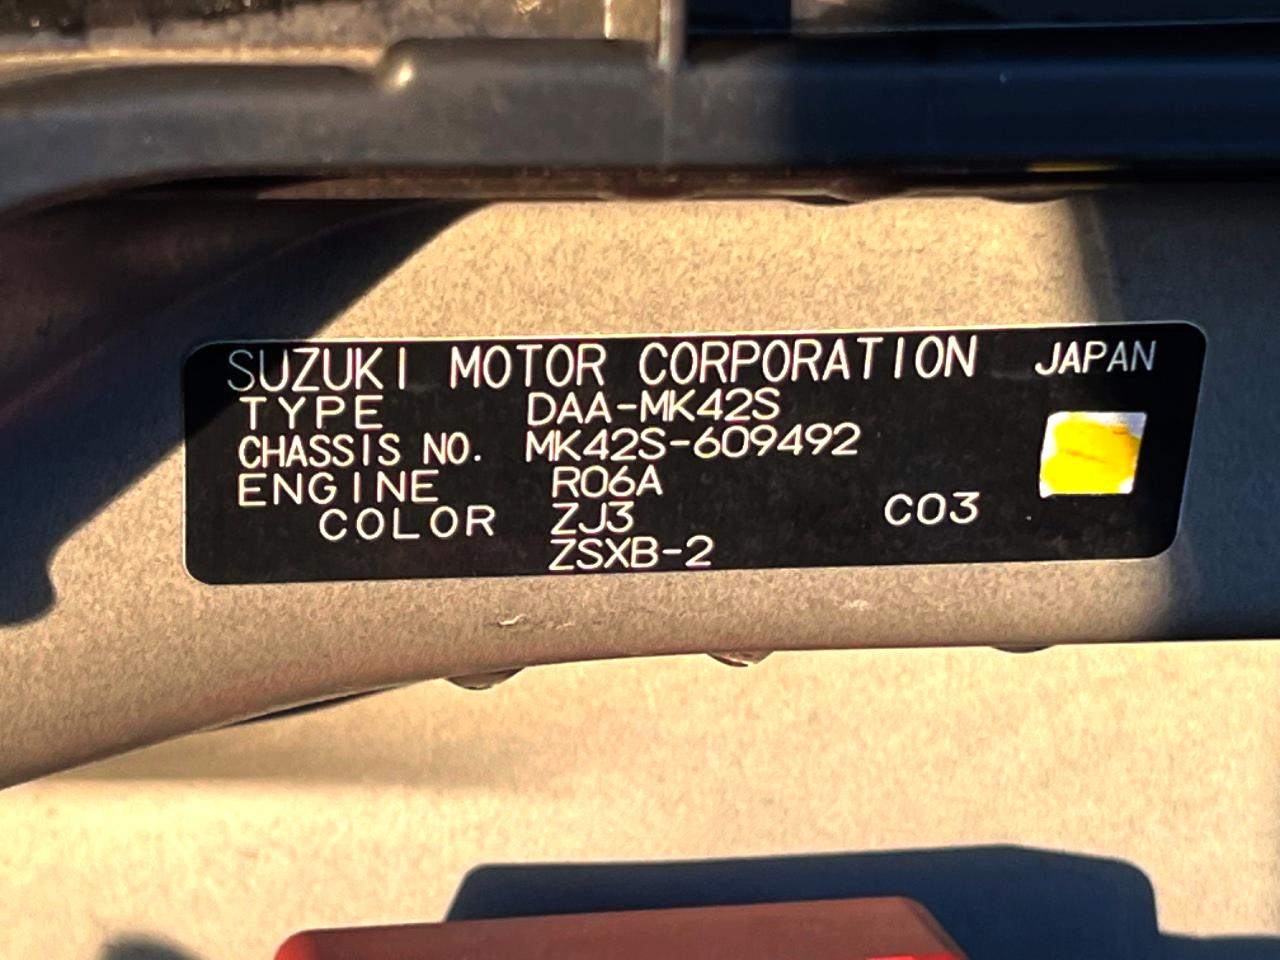 SUZUKI MOTOR CORPORATION JAPAN
TYPE DAA-MK42S
CHASSIS NO. MK42S-609492
ENGINE R06A
COLOR ZJ3 C03
ZSXB-2